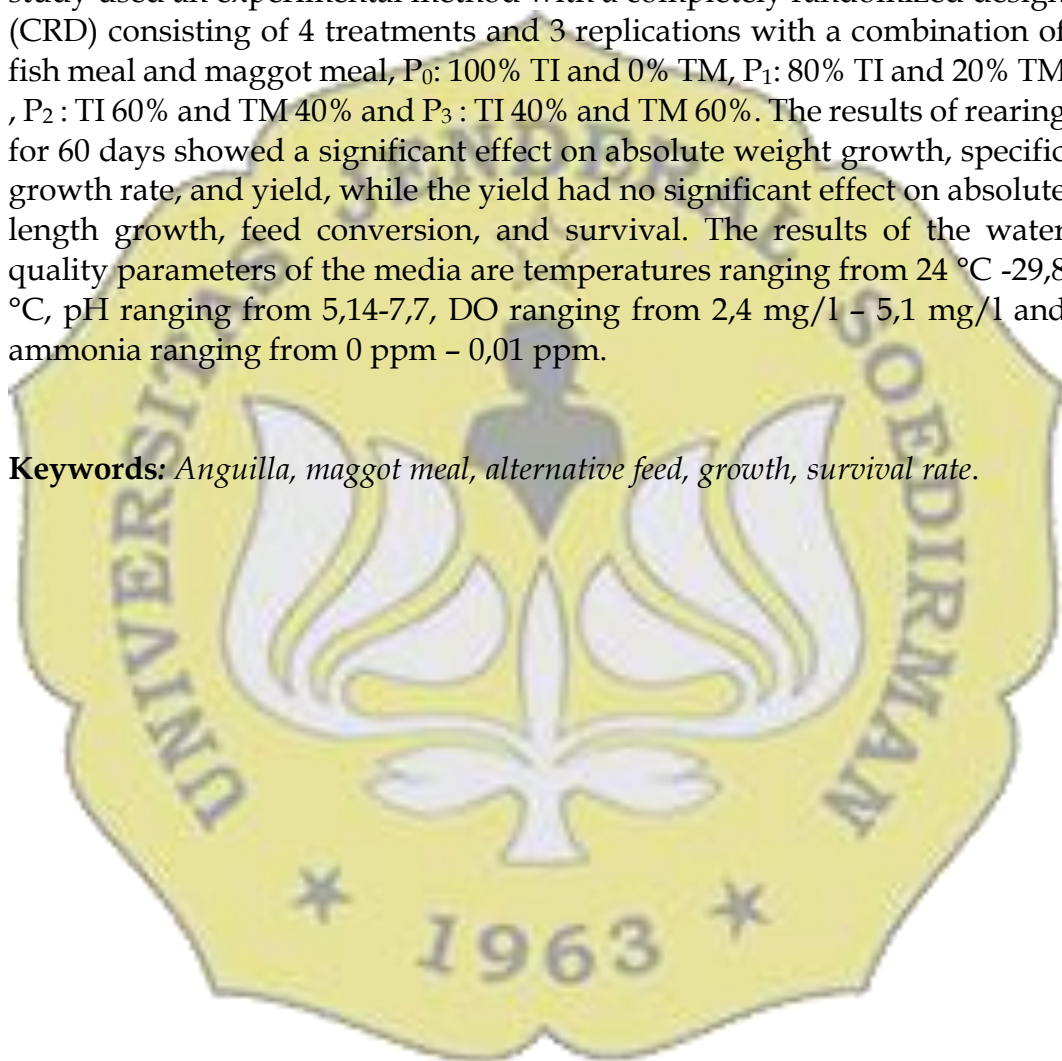 study used an experimental method with a completely randomized design
(CRD) consisting of 4 treatments and 3 replications with a combination of
fish meal and maggot meal, P₀: 100% TI and 0% TM, P₁: 80% TI and 20% TM
, P₂ : TI 60% and TM 40% and P₃ : TI 40% and TM 60%. The results of rearing
for 60 days showed a significant effect on absolute weight growth, specific
growth rate, and yield, while the yield had no significant effect on absolute
length growth, feed conversion, and survival. The results of the water
quality parameters of the media are temperatures ranging from 24 °C -29,8
°C, pH ranging from 5,14-7,7, DO ranging from 2,4 mg/l – 5,1 mg/l and
ammonia ranging from 0 ppm – 0,01 ppm.
Keywords: Anguilla, maggot meal, alternative feed, growth, survival rate.
UNIVERSITAS JENDERAL SOEDIRMAN
1963